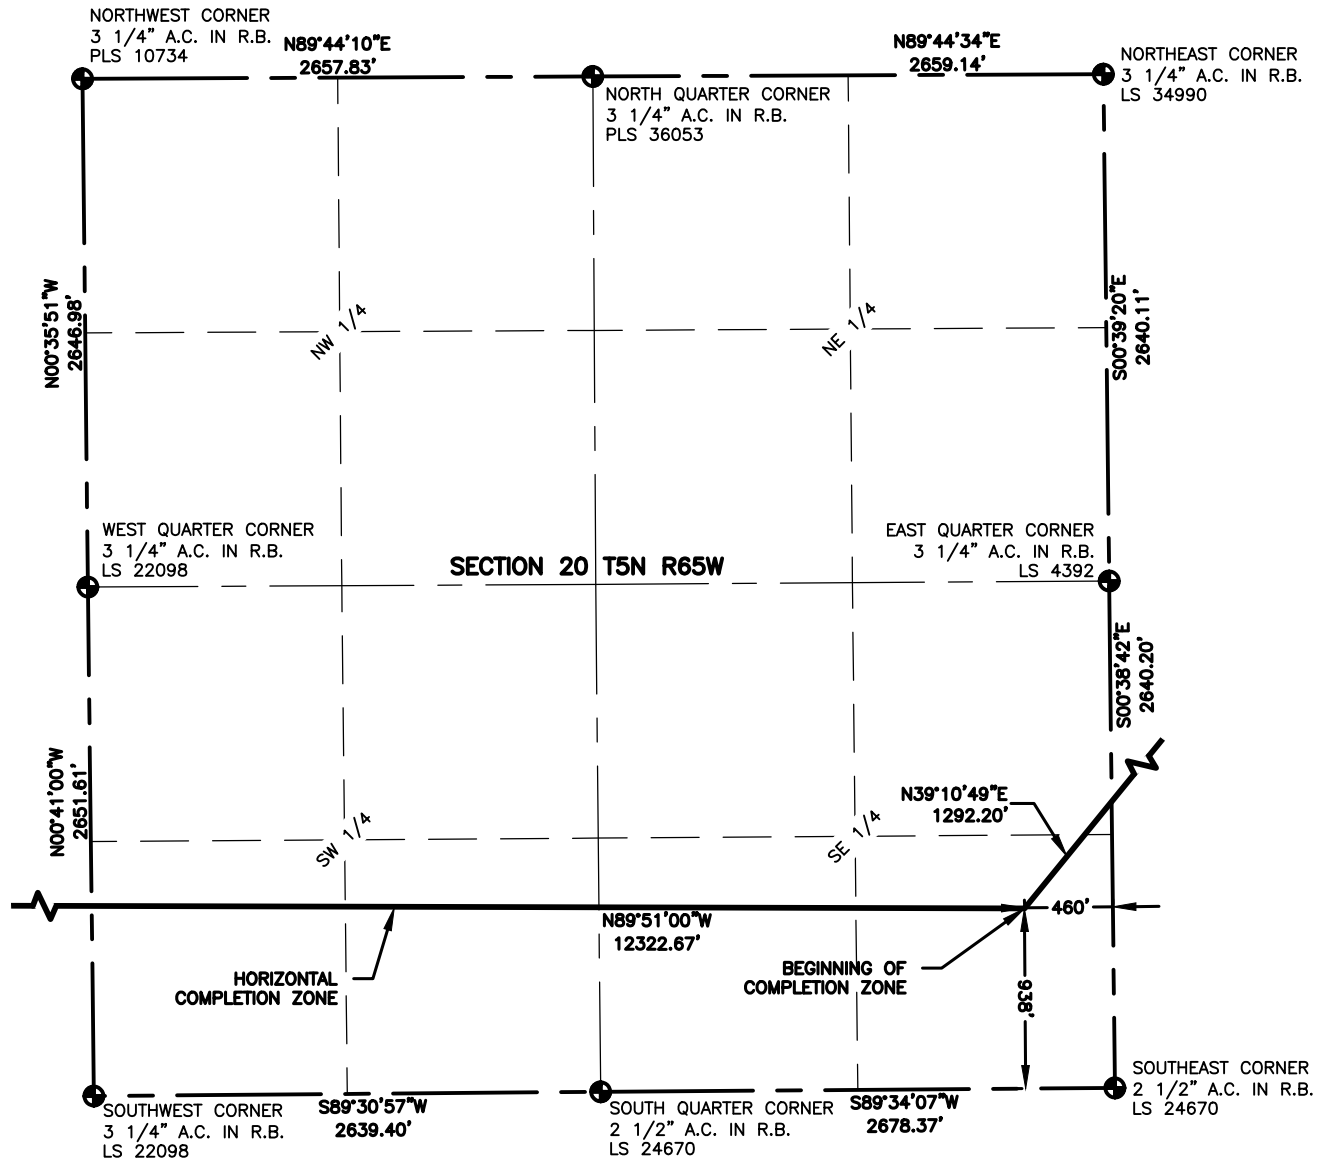 NORTHWEST CORNER
3 1/4” A.C. IN R.B.
PLS 10734
N89°44'10"E
2657.83'
N89°44'34"E
2659.14'
NORTHEAST CORNER
3 1/4” A.C. IN R.B.
LS 34990
NORTH QUARTER CORNER
3 1/4” A.C. IN R.B.
PLS 36053
N00°35'51"W
2646.98'
NW 1/4
NE 1/4
S00°39'20"E
2640.11'
WEST QUARTER CORNER
3 1/4” A.C. IN R.B.
LS 22098
SECTION 20 T5N R65W
EAST QUARTER CORNER
3 1/4” A.C. IN R.B.
LS 4392
S00°38'42"E
2640.20'
N00°41'00"W
2651.61'
SW 1/4
SE 1/4
N39°10'49"E
1292.20'
460'
N89°51'00"W
12322.67'
HORIZONTAL
COMPLETION ZONE
BEGINNING OF
COMPLETION ZONE
938'
SOUTHWEST CORNER
3 1/4” A.C. IN R.B.
LS 22098
S89°30'57"W
2639.40'
SOUTH QUARTER CORNER
2 1/2” A.C. IN R.B.
LS 24670
S89°34'07"W
2678.37'
SOUTHEAST CORNER
2 1/2” A.C. IN R.B.
LS 24670